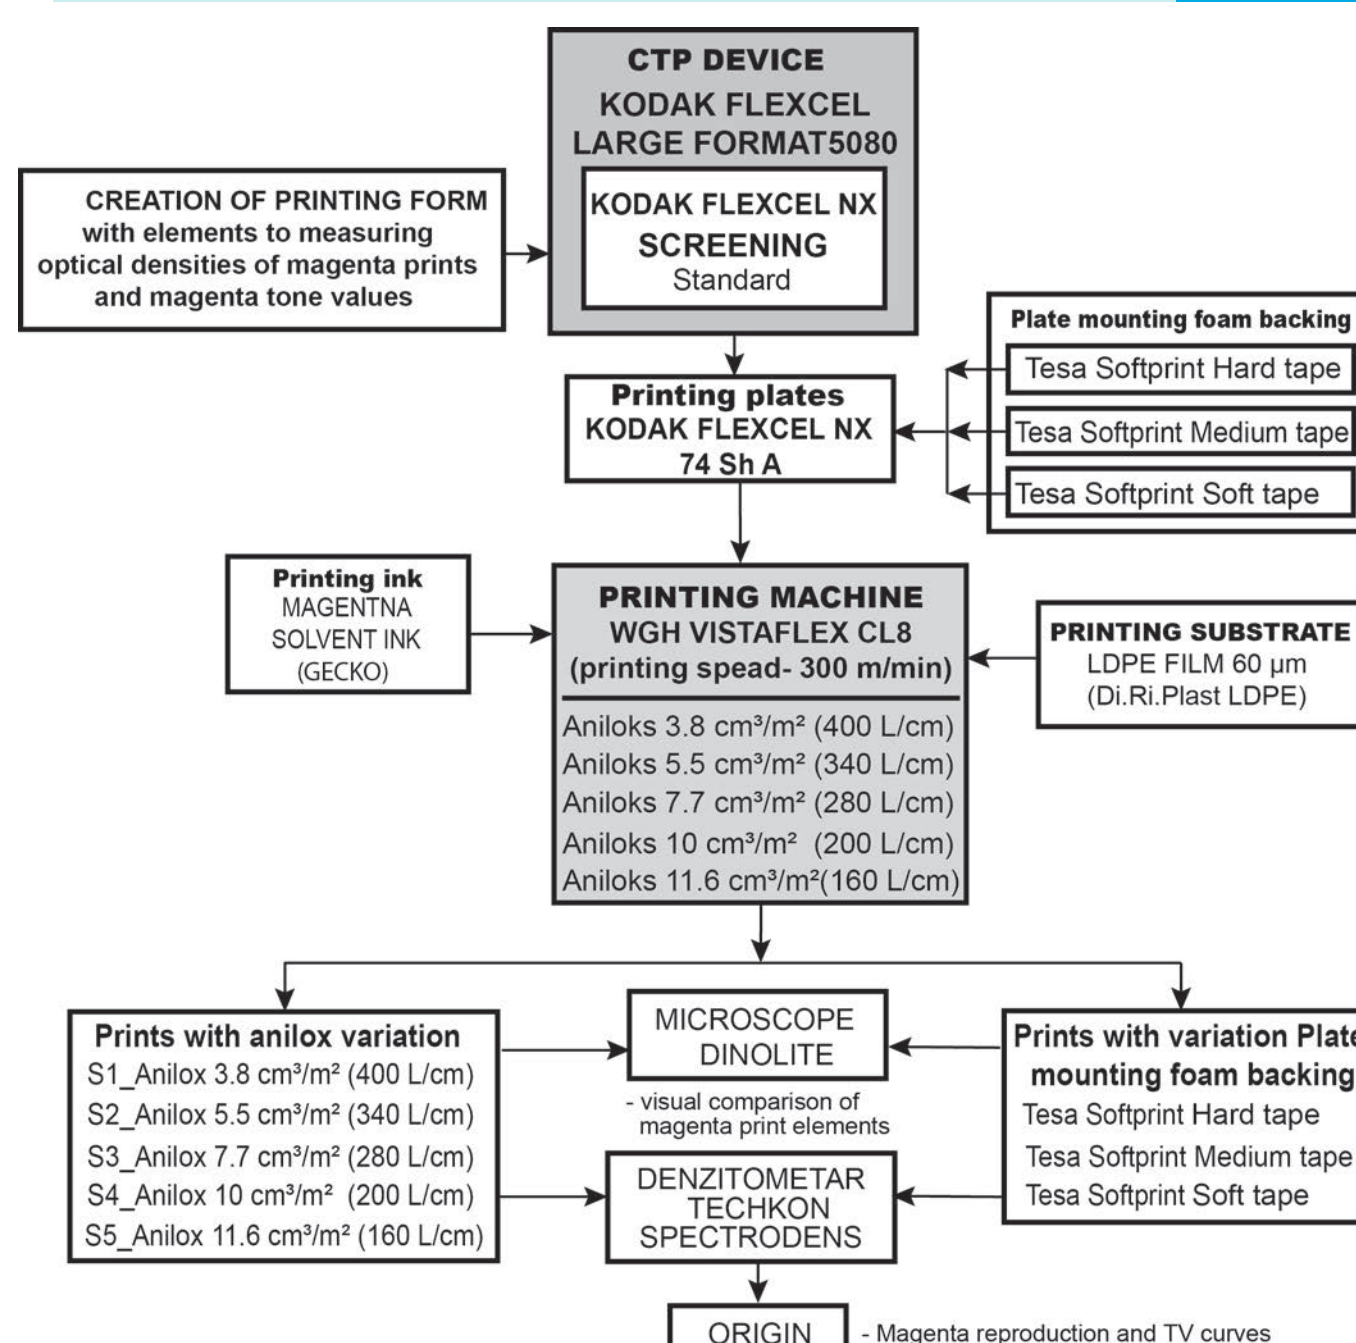 CTP DEVICE
KODAK FLEXCEL
LARGE FORMAT5080
KODAK FLEXCEL NX
SCREENING
Standard
CREATION OF PRINTING FORM
with elements to measuring
optical densities of magenta prints
and magenta tone values
Plate mounting foam backing
Tesa Softprint Hard tape
Tesa Softprint Medium tape
Tesa Softprint Soft tape
Printing plates
KODAK FLEXCEL NX
74 Sh A
Printing ink
MAGENTNA
SOLVENT INK
(GECKO)
PRINTING MACHINE
WGH VISTAFLEX CL8
(printing spead- 300 m/min)
Aniloks 3.8 cm³/m² (400 L/cm)
Aniloks 5.5 cm³/m² (340 L/cm)
Aniloks 7.7 cm³/m² (280 L/cm)
Aniloks 10 cm³/m² (200 L/cm)
Aniloks 11.6 cm³/m²(160 L/cm)
PRINTING SUBSTRATE
LDPE FILM 60 µm
(Di.Ri.Plast LDPE)
Prints with anilox variation
S1_Anilox 3.8 cm³/m² (400 L/cm)
S2_Anilox 5.5 cm³/m² (340 L/cm)
S3_Anilox 7.7 cm³/m² (280 L/cm)
S4_Anilox 10 cm³/m² (200 L/cm)
S5_Anilox 11.6 cm³/m² (160 L/cm)
MICROSCOPE
DINOLITE
- visual comparison of
magenta print elements
DENZITOMETAR
TECHKON
SPECTRODENS
Prints with variation Plate
mounting foam backing
Tesa Softprint Hard tape
Tesa Softprint Medium tape
Tesa Softprint Soft tape
ORIGIN
- Magenta reproduction and TV curves